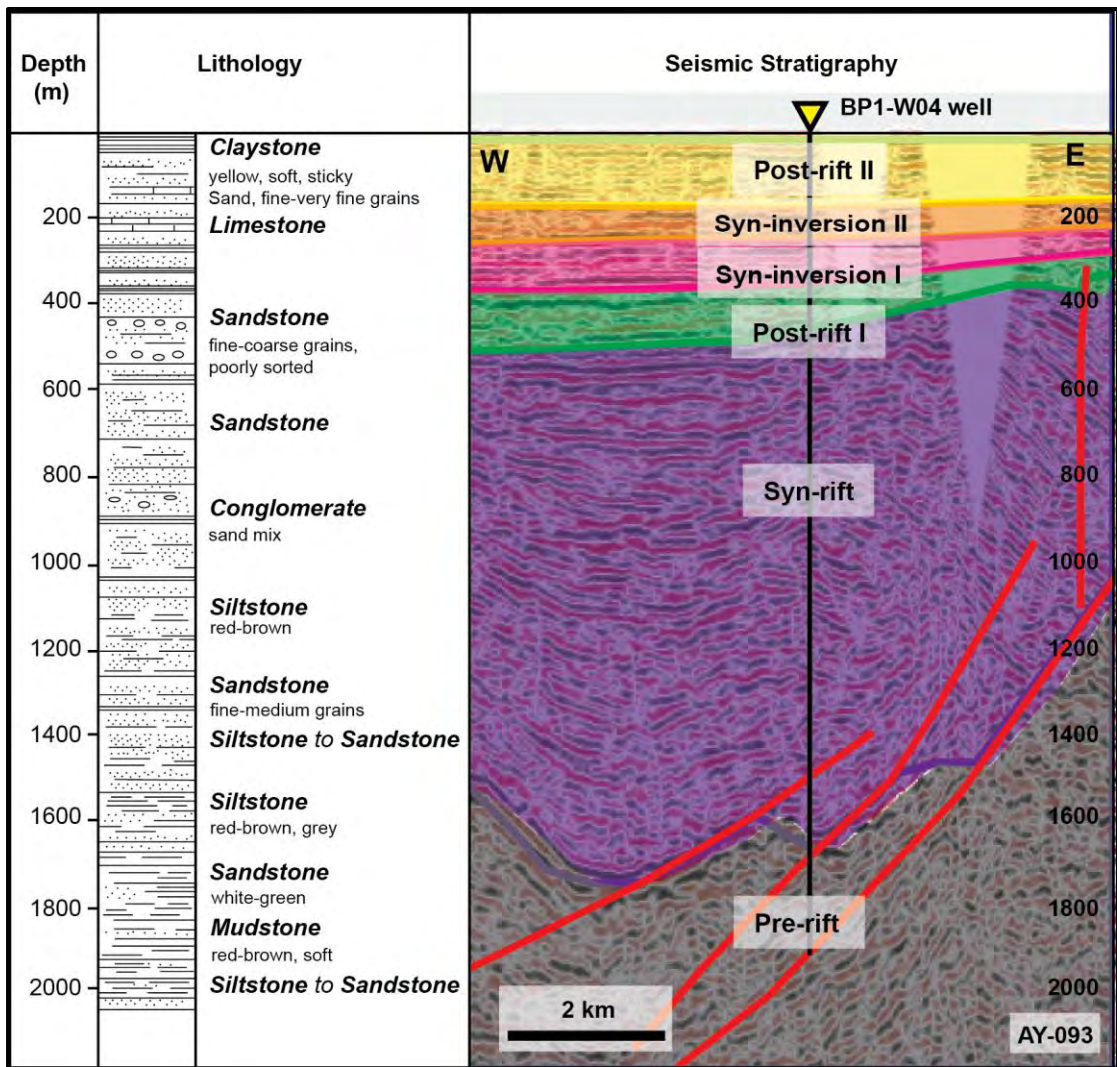 Depth
(m)
Lithology
Seismic Stratigraphy
BP1-W04 well
200
400
600
800
1000
1200
1400
1600
1800
2000
Claystone
yellow, soft, sticky
Sand, fine-very fine grains
Limestone
Sandstone
fine-coarse grains,
poorly sorted
Sandstone
Conglomerate
sand mix
Siltstone
red-brown
Sandstone
fine-medium grains
Siltstone to Sandstone
Siltstone
red-brown, grey
Sandstone
white-green
Mudstone
red-brown, soft
Siltstone to Sandstone
W
E
Post-rift II
Syn-inversion II
Syn-inversion I
Post-rift I
Syn-rift
Pre-rift
200
400
600
800
1000
1200
1400
1600
1800
2000
2 km
AY-093